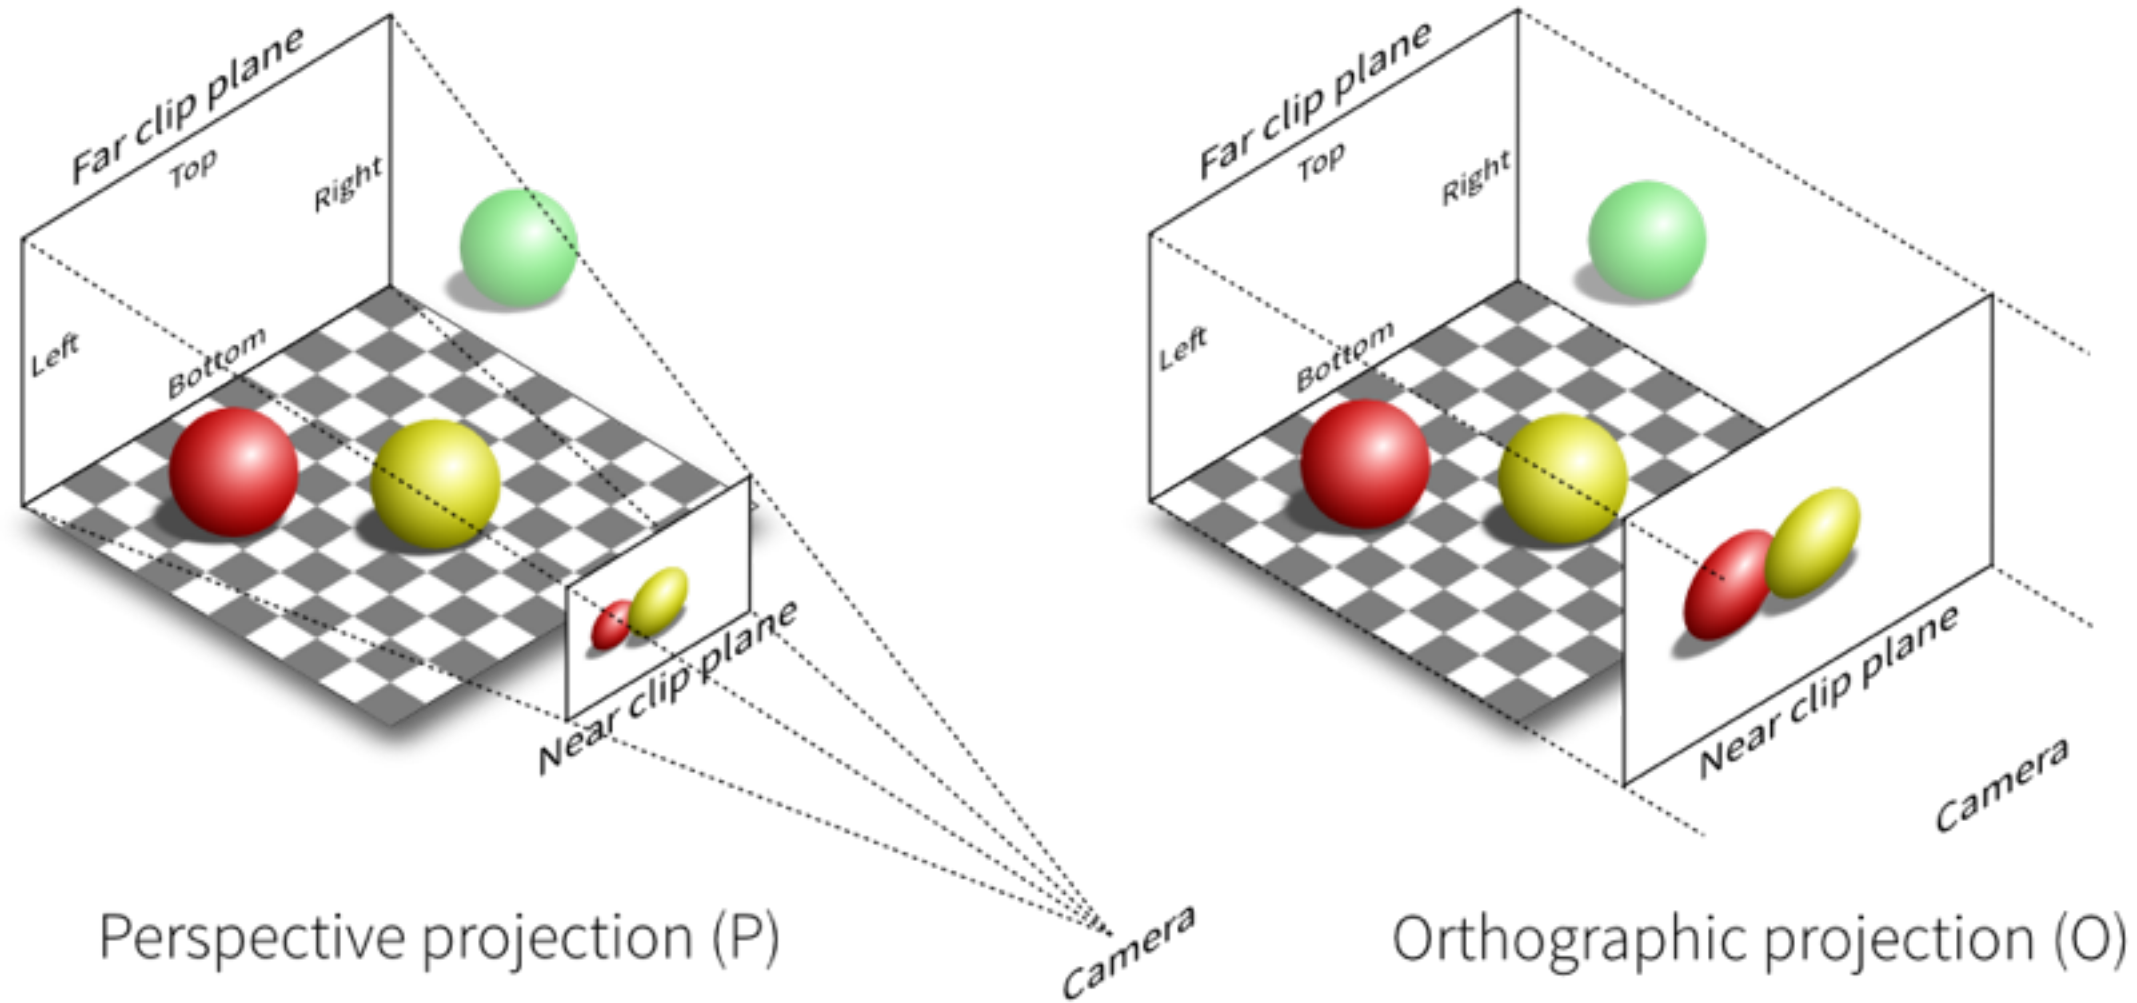 Far clip plane
Top
Right
Left
Bottom
Near clip plane
Camera
Perspective projection (P)
Far clip plane
Top
Right
Left
Bottom
Near clip plane
Camera
Orthographic projection (O)